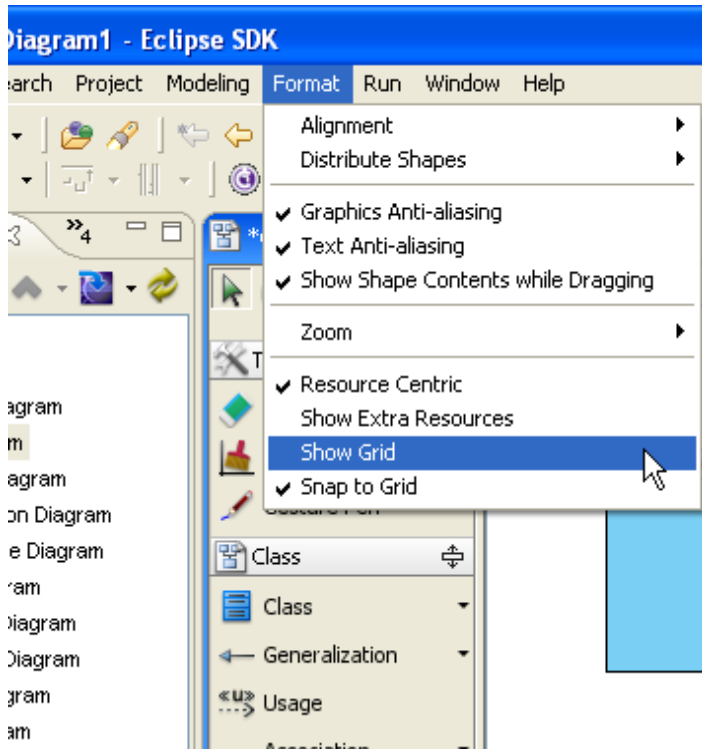 Diagram1 - Eclipse SDK
Project Modeling Format Run Window Help
Alignment
Distribute Shapes
Graphics Anti-aliasing
Text Anti-aliasing
Show Shape Contents while Dragging
Zoom
Resource Centric
Show Extra Resources
Show Grid
Snap to Grid
4
agram
m
agram
on Diagram
e Diagram
ram
Diagram
Diagram
gram
am
Class
Class
Generalization
«u» Usage